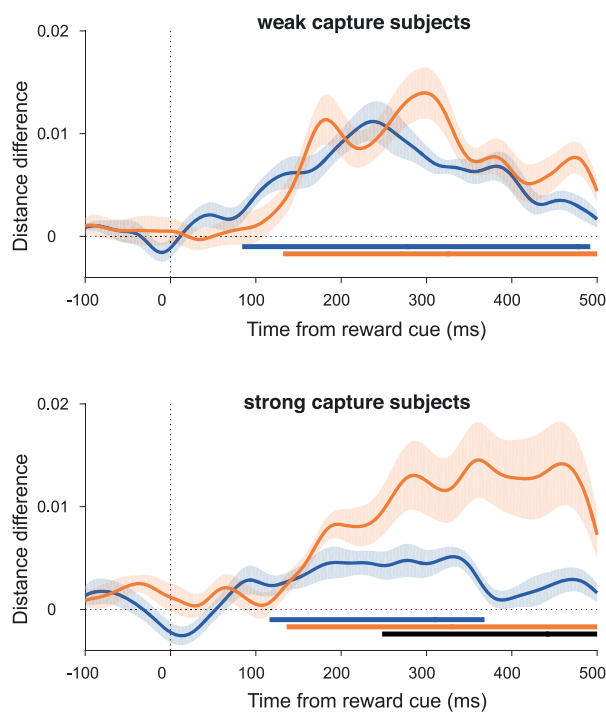 weak capture subjects
0.02
0.01
0
Distance difference
-100 0 100 200 300 400 500
Time from reward cue (ms)
strong capture subjects
0.02
0.01
0
Distance difference
-100 0 100 200 300 400 500
Time from reward cue (ms)